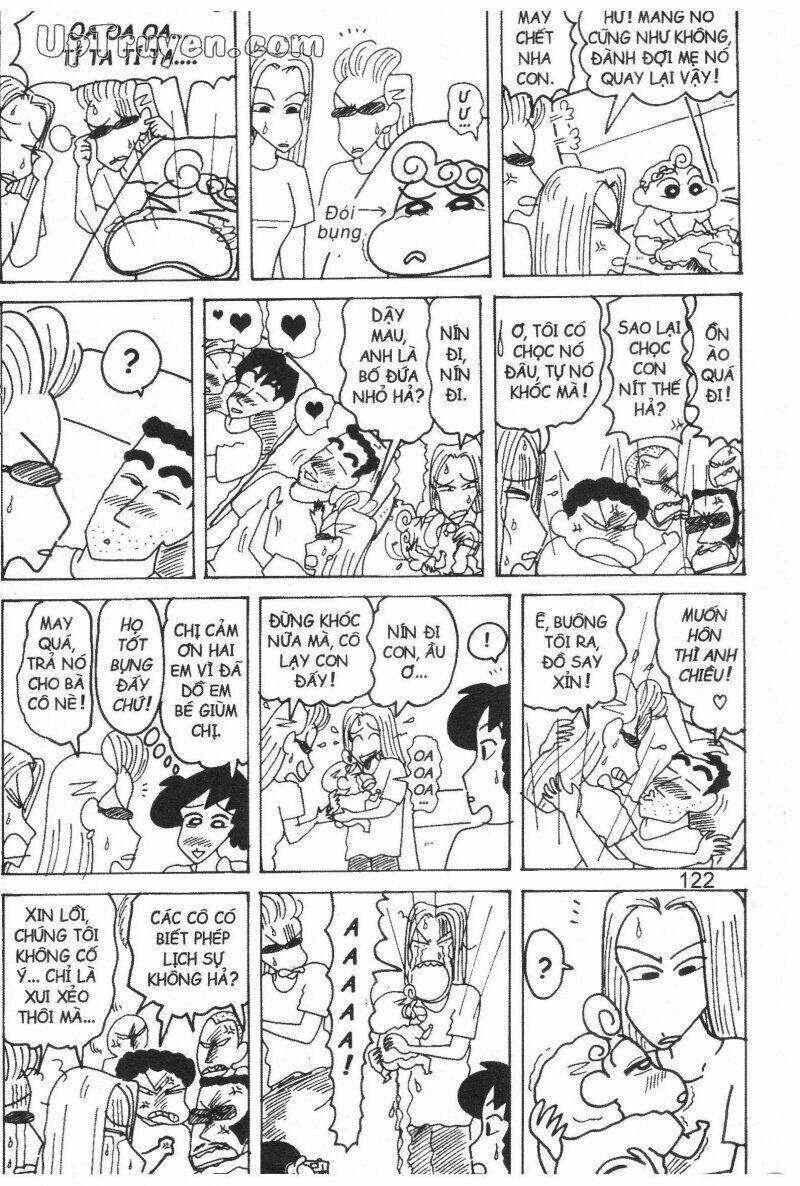 UpTruyen.com
HƯ! MANG NÓ
CŨNG NHƯ KHÔNG,
ĐÀNH ĐỢI MẸ NÓ
QUAY LẠI VẬY!
MAY
CHẾT
NHA
CON.
Ư
Ư...
Đói
bụng
OA OA OA
TÍ TA TÍ TA....
ỒN
ÀO
QUÁ
ĐI!
SAO LẠI
CHỌC
CON
NÍT THẾ
HẢ?
Ơ, TÔI CÓ
CHỌC NÓ
ĐÂU, TỰ NÓ
KHÓC MÀ!
NÍN
ĐI,
NÍN
ĐI.
DẬY
MAU,
ANH LÀ
BỐ ĐỨA
NHỎ HẢ?
?
MUỐN
HÔN
THÌ ANH
CHIỀU!
Ê, BUÔNG
TÔI RA,
ĐỒ SAY
XỈN!
!
NÍN ĐI
CON, ẦU
Ơ...
ĐỪNG KHÓC
NỮA MÀ, CÔ
LẠY CON
ĐẤY!
OA
OA
OA
...
CHỊ CẢM
ƠN HAI
EM VÌ ĐÃ
DỖ EM
BÉ GIÙM
CHỊ.
HỌ
TỐT
BỤNG
ĐẤY
CHỨ!
MAY
QUÁ,
TRẢ NÓ
CHO BÀ
CÔ NÈ!
122
?
A
A
A
A
A
A!
CÁC CÔ CÓ
BIẾT PHÉP
LỊCH SỰ
KHÔNG HẢ?
XIN LỖI,
CHÚNG TÔI
KHÔNG CỐ
Ý... CHỈ LÀ
XUI XẺO
THÔI MÀ...